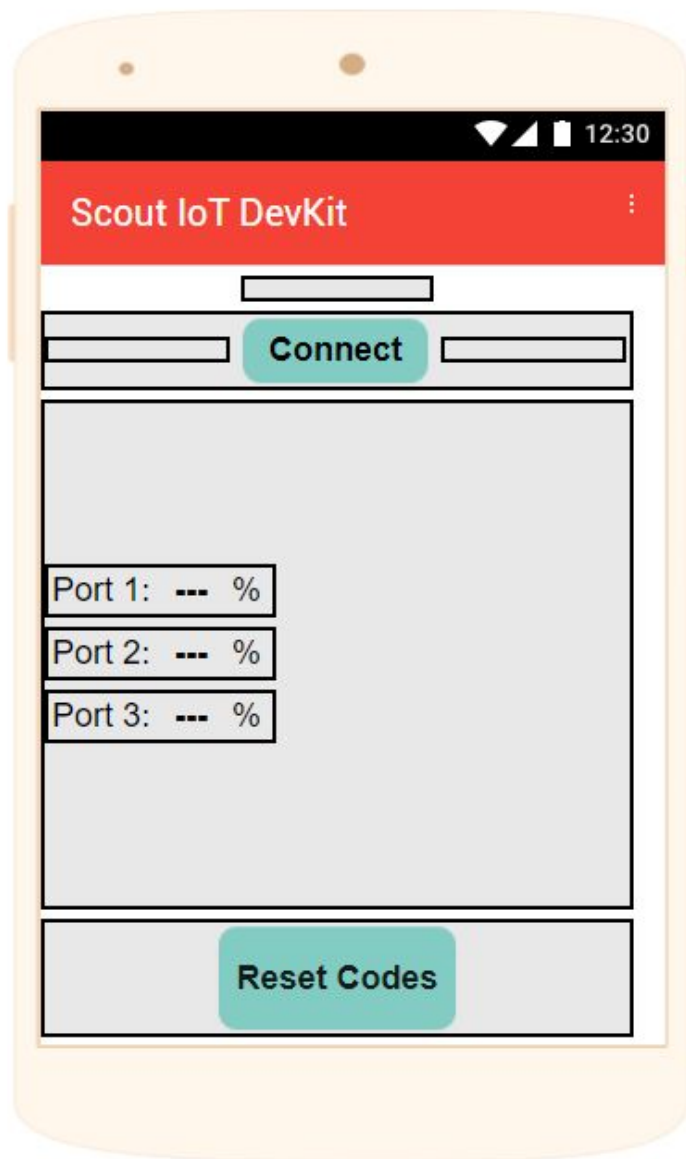 12:30
Scout IoT DevKit
Connect
Port 1: --- %
Port 2: --- %
Port 3: --- %
Reset Codes